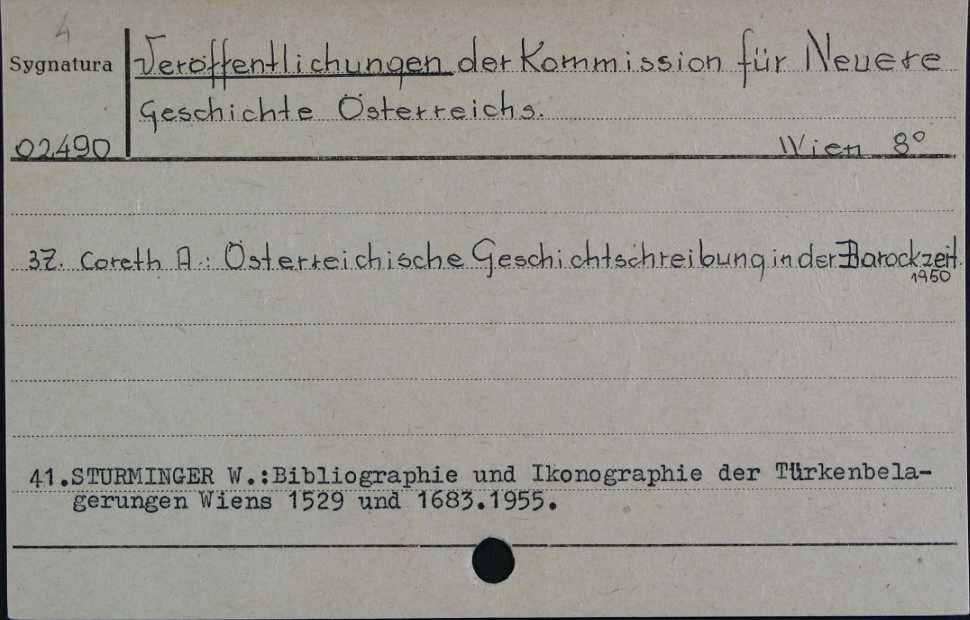 4
Sygnatura
Veröffentlichungen der Kommission für Neuere
Geschichte Österreichs.
02490
Wien 8°
37. Coreth A.: Österreichische Geschichtschreibung in der Barockzeit.
1950
41.STURMINGER W.:Bibliographie und Ikonographie der Türkenbela-
gerungen Wiens 1529 und 1683.1955.